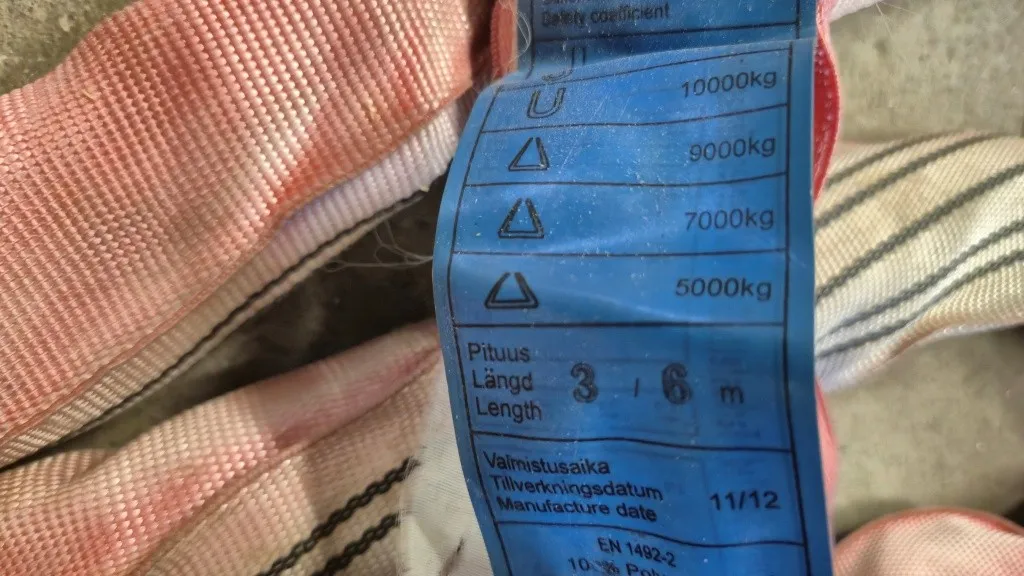 Safety coefficient
10000kg
9000kg
7000kg
5000kg
Pituus
Längd
Length
3 / 6 m
Valmistusaika
Tillverkningsdatum
Manufacture date
11/12
EN 1492-2